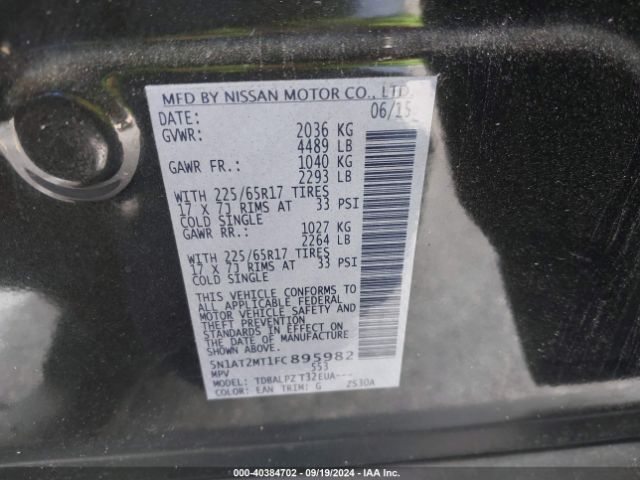 MFD BY NISSAN MOTOR CO., LTD.
DATE: 06/15
GVWR: 2036 KG
4489 LB
GAWR FR.: 1040 KG
2293 LB
WITH 225/65R17 TIRES
17 X 7J RIMS AT 33 PSI
COLD SINGLE
GAWR RR.: 1027 KG
2264 LB
WITH 225/65R17 TIRES
17 X 7J RIMS AT 33 PSI
COLD SINGLE
THIS VEHICLE CONFORMS TO
ALL APPLICABLE FEDERAL
MOTOR VEHICLE SAFETY AND
THEFT PREVENTION
STANDARDS IN EFFECT ON
THE DATE OF MANUFACTURE
SHOWN ABOVE.
5N1AT2MT1FC895982
MPV 553
MODEL: TDBALPZ T32EUA---
COLOR: EAN TRIM: G ZS30A
000-40384702 - 09/19/2024 - IAA Inc.